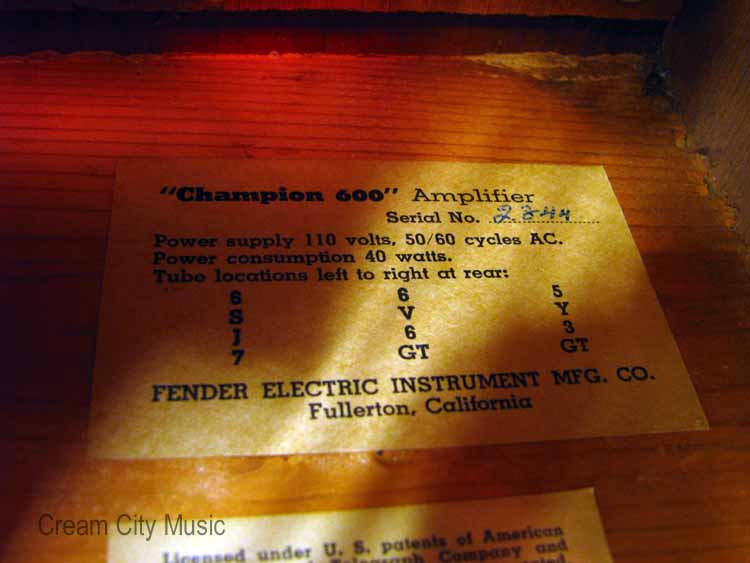 "Champion 600" Amplifier
Serial No. 2844
Power supply 110 volts, 50/60 cycles AC.
Power consumption 40 watts.
Tube locations left to right at rear:
6 6 5
S V Y
J 6 3
7 GT GT
FENDER ELECTRIC INSTRUMENT MFG. CO.
Fullerton, California
Cream City Music
Licensed under U. S. patents of American
Telegraph Company and